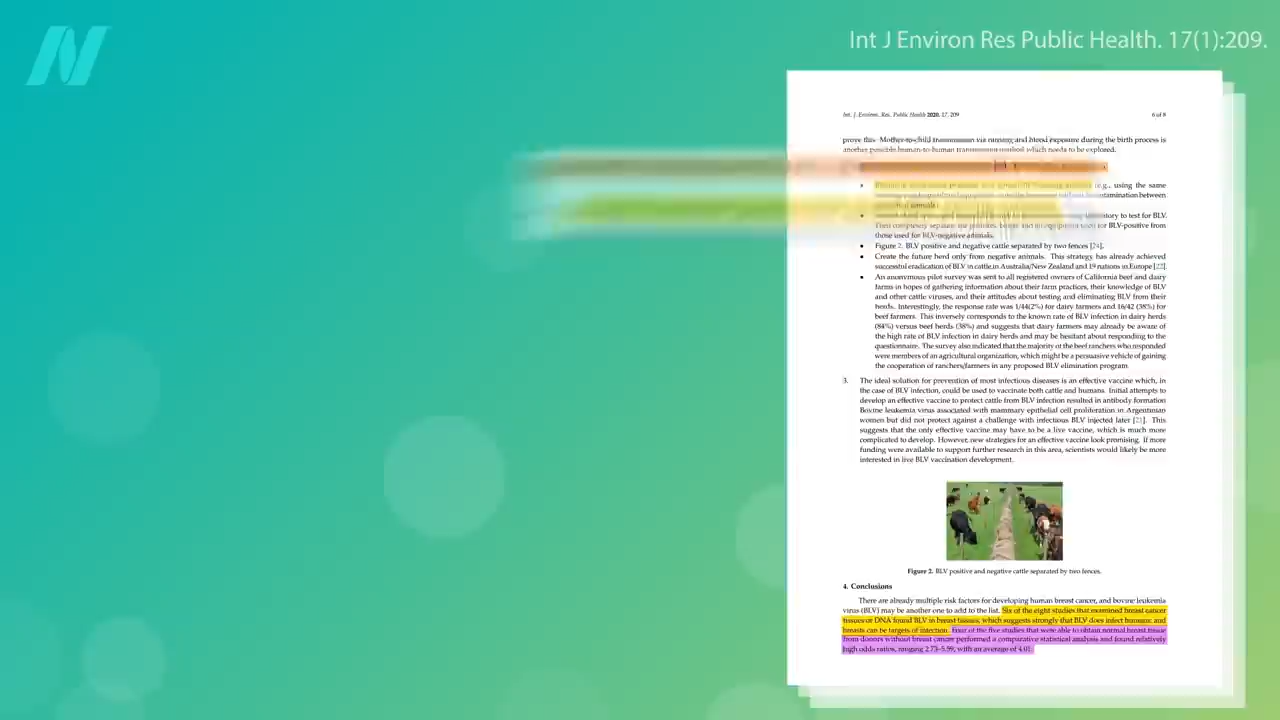 Int J Environ Res Public Health. 17(1):209.
Int. J. Environ. Res. Public Health 2020, 17, 209
6 of 8
prove this. Mother-to-child transmission via nursing and blood exposure during the birth process is
another possible human-to-human transmission method which needs to be explored.
(e.g., using the same
between
to test for BLV.
Then completely separate the for BLV-positive from
those used for BLV-negative animals.
• Figure 2. BLV positive and negative cattle separated by two fences [24].
• Create the future herd only from negative animals. This strategy has already achieved
successful eradication of BLV in cattle in Australia/New Zealand and 19 nations in Europe [22].
• An anonymous pilot survey was sent to all registered owners of California beef and dairy
farms in hopes of gathering information about their farm practices, their knowledge of BLV
and other cattle viruses, and their attitudes about testing and eliminating BLV from their
herds. Interestingly, the response rate was 1/44(2%) for dairy farmers and 16/42 (38%) for
beef farmers. This inversely corresponds to the known rate of BLV infection in dairy herds
(84%) versus beef herds (38%) and suggests that dairy farmers may already be aware of
the high rate of BLV infection in dairy herds and may be hesitant about responding to the
questionnaire. The survey also indicated that the majority of the beef ranchers who responded
were members of an agricultural organization, which might be a persuasive vehicle of gaining
the cooperation of ranchers/farmers in any proposed BLV elimination program.
3. The ideal solution for prevention of most infectious diseases is an effective vaccine which, in
the case of BLV infection, could be used to vaccinate both cattle and humans. Initial attempts to
develop an effective vaccine to protect cattle from BLV infection resulted in antibody formation
Bovine leukemia virus associated with mammary epithelial cell proliferation in Argentinian
women but did not protect against a challenge with infectious BLV injected later [21]. This
suggests that the only effective vaccine may have to be a live vaccine, which is much more
complicated to develop. However, new strategies for an effective vaccine look promising. If more
funding were available to support further research in this area, scientists would likely be more
interested in live BLV vaccination development.
Figure 2. BLV positive and negative cattle separated by two fences.
4. Conclusions
There are already multiple risk factors for developing human breast cancer, and bovine leukemia
virus (BLV) may be another one to add to the list. Six of the eight studies that examined breast cancer
tissues or DNA found BLV in breast tissues, which suggests strongly that BLV does infect humans, and
breasts can be targets of infection. Four of the five studies that were able to obtain normal breast tissue
from donors without breast cancer performed a comparative statistical analysis and found relatively
high odds ratios, ranging 2.73–5.59, with an average of 4.01.